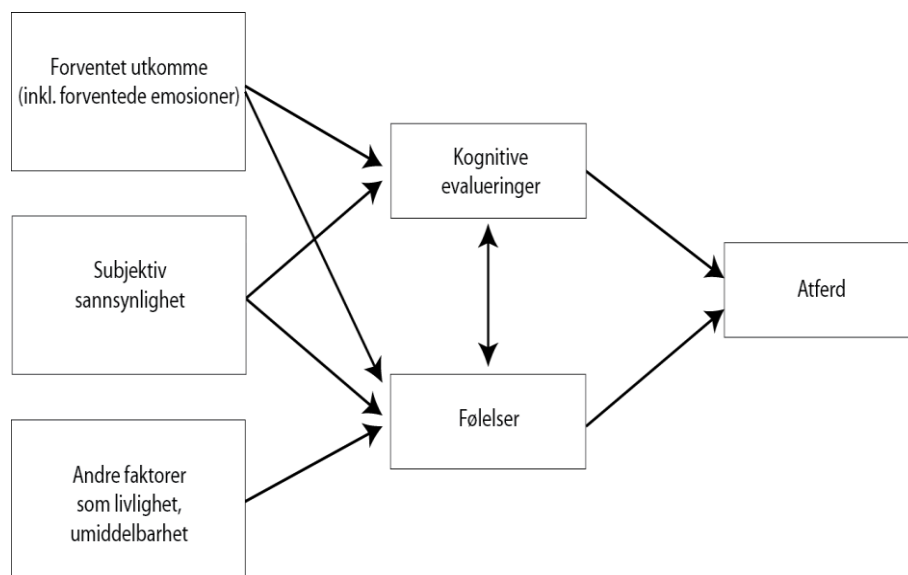 Forventet utkomme
(inkl. forventede emosjoner)
Kognitive
evalueringer
Subjektiv
sannsynlighet
Atferd
Følelser
Andre faktorer
som livlighet,
umiddelbarhet